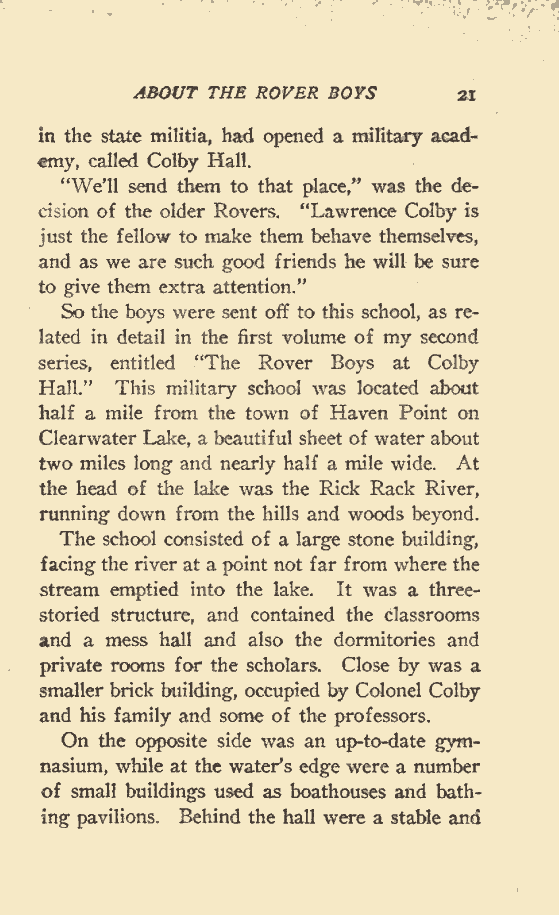 ABOUT THE ROVER BOYS 21
in the state militia, had opened a military acad-
emy, called Colby Hall.
"We'll send them to that place," was the de-
cision of the older Rovers. "Lawrence Colby is
just the fellow to make them behave themselves,
and as we are such good friends he will be sure
to give them extra attention."
So the boys were sent off to this school, as re-
lated in detail in the first volume of my second
series, entitled "The Rover Boys at Colby
Hall." This military school was located about
half a mile from the town of Haven Point on
Clearwater Lake, a beautiful sheet of water about
two miles long and nearly half a mile wide. At
the head of the lake was the Rick Rack River,
running down from the hills and woods beyond.
The school consisted of a large stone building,
facing the river at a point not far from where the
stream emptied into the lake. It was a three-
storied structure, and contained the classrooms
and a mess hall and also the dormitories and
private rooms for the scholars. Close by was a
smaller brick building, occupied by Colonel Colby
and his family and some of the professors.
On the opposite side was an up-to-date gym-
nasium, while at the water's edge were a number
of small buildings used as boathouses and bath-
ing pavilions. Behind the hall were a stable and